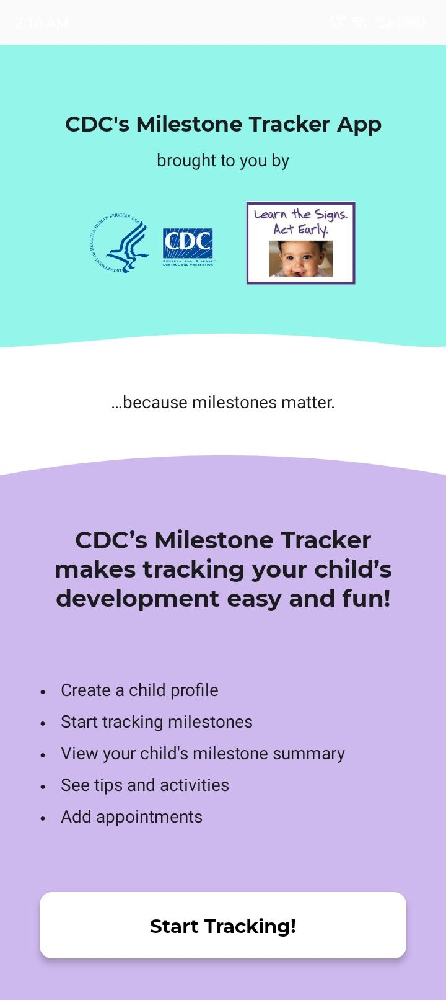 2:16 AM
CDC's Milestone Tracker App
brought to you by
DEPARTMENT OF HEALTH & HUMAN SERVICES·USA
CDC
CENTERS FOR DISEASE™
CONTROL AND PREVENTION
Learn the Signs.
Act Early.
...because milestones matter.
CDC’s Milestone Tracker
makes tracking your child’s
development easy and fun!
• Create a child profile
• Start tracking milestones
• View your child's milestone summary
• See tips and activities
• Add appointments
Start Tracking!